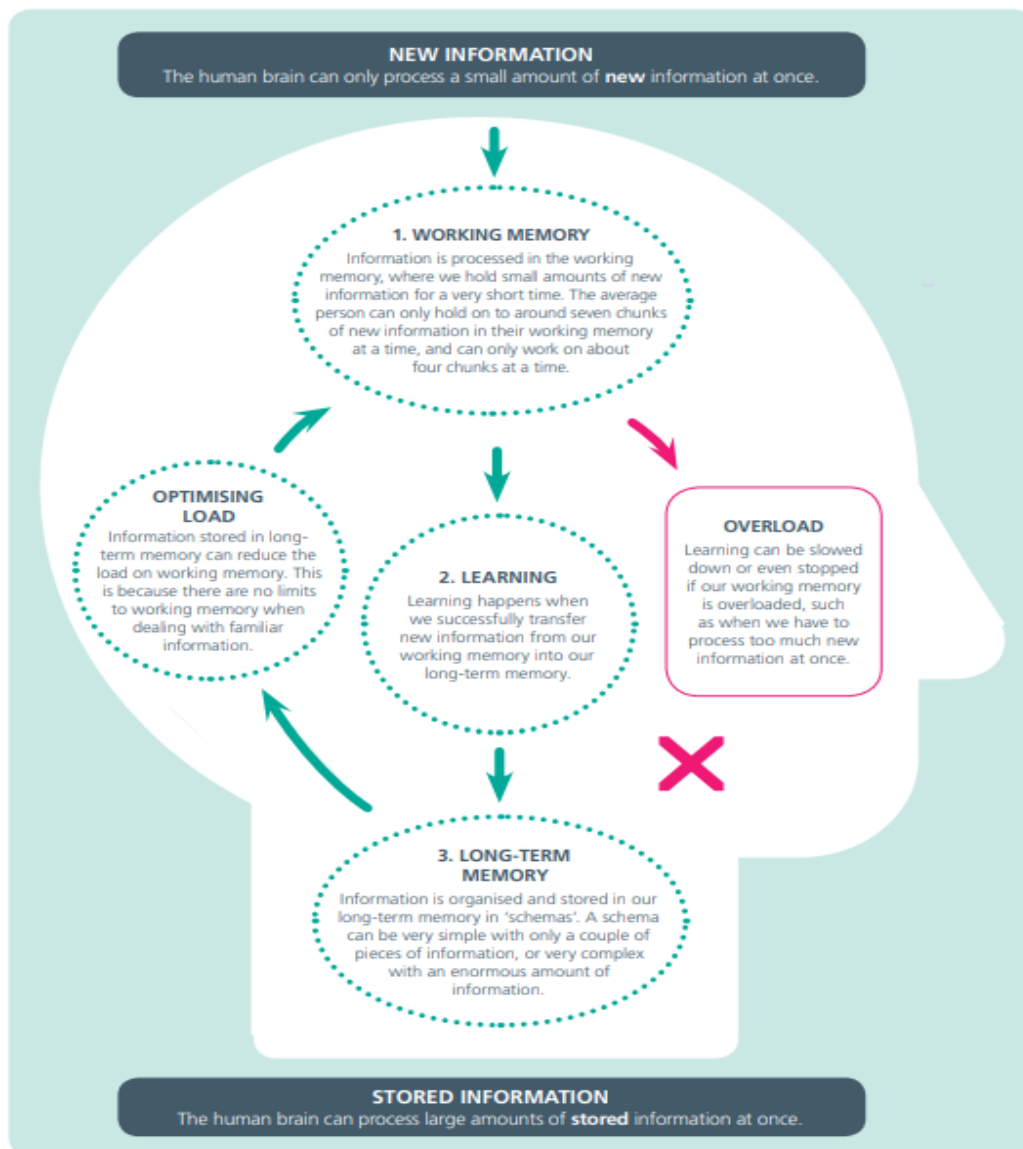 NEW INFORMATION
The human brain can only process a small amount of new information at once.
1. WORKING MEMORY
Information is processed in the working
memory, where we hold small amounts of new
information for a very short time. The average
person can only hold on to around seven chunks
of new information in their working memory
at a time, and can only work on about
four chunks at a time.
OPTIMISING
LOAD
Information stored in long-
term memory can reduce the
load on working memory. This
is because there are no limits
to working memory when
dealing with familiar
information.
2. LEARNING
Learning happens when
we successfully transfer
new information from our
working memory into our
long-term memory.
OVERLOAD
Learning can be slowed
down or even stopped
if our working memory
is overloaded, such
as when we have to
process too much new
information at once.
3. LONG-TERM
MEMORY
Information is organised and stored in our
long-term memory in ‘schemas’. A schema
can be very simple with only a couple of
pieces of information, or very complex
with an enormous amount of
information.
STORED INFORMATION
The human brain can process large amounts of stored information at once.